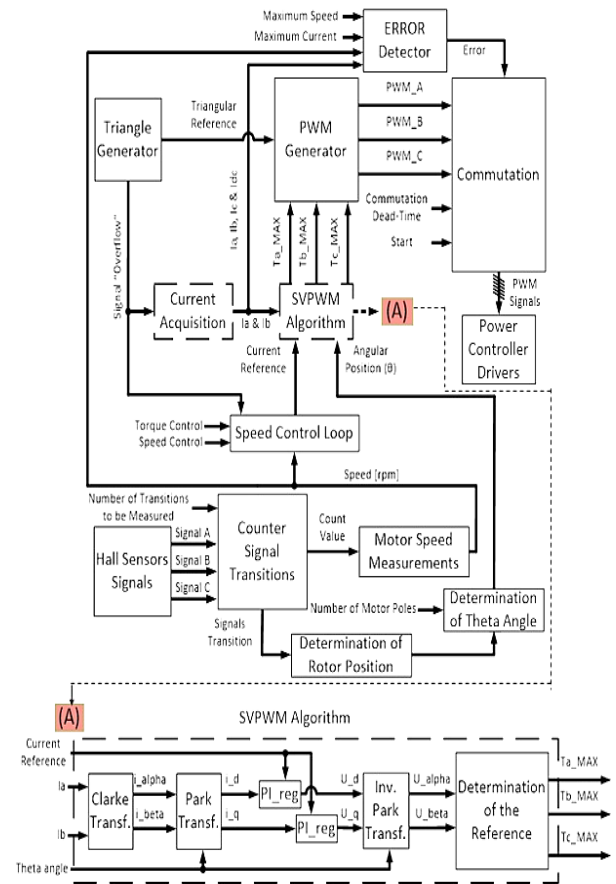 Maximum Speed
Maximum Current
ERROR
Detector
Error
Triangle
Generator
Triangular
Reference
PWM
Generator
PWM_A
PWM_B
PWM_C
Commutation
Commutation
Dead-Time
Start
Ia, Ib, Ic & Idc
Ta_MAX
Tb_MAX
Tc_MAX
Signal "Overflow"
Current
Acquisition
Ia & Ib
SVPWM
Algorithm
(A)
PWM
Signals
Power
Controller
Drivers
Current
Reference
Angular
Position (θ)
Torque Control
Speed Control
Speed Control Loop
Speed [rpm]
Number of Transitions
to be Measured
Hall Sensors
Signals
Signal A
Signal B
Signal C
Counter
Signal
Transitions
Count
Value
Motor Speed
Measurements
Number of Motor Poles
Determination
of Theta Angle
Signals
Transition
Determination of
Rotor Position
(A)
SVPWM Algorithm
Current
Reference
Ia
Ib
Theta angle
Clarke
Transf.
i_alpha
i_beta
Park
Transf.
i_d
i_q
PI_reg
PI_reg
U_d
U_q
Inv.
Park
Transf.
U_alpha
U_beta
Determination
of the
Reference
Ta_MAX
Tb_MAX
Tc_MAX